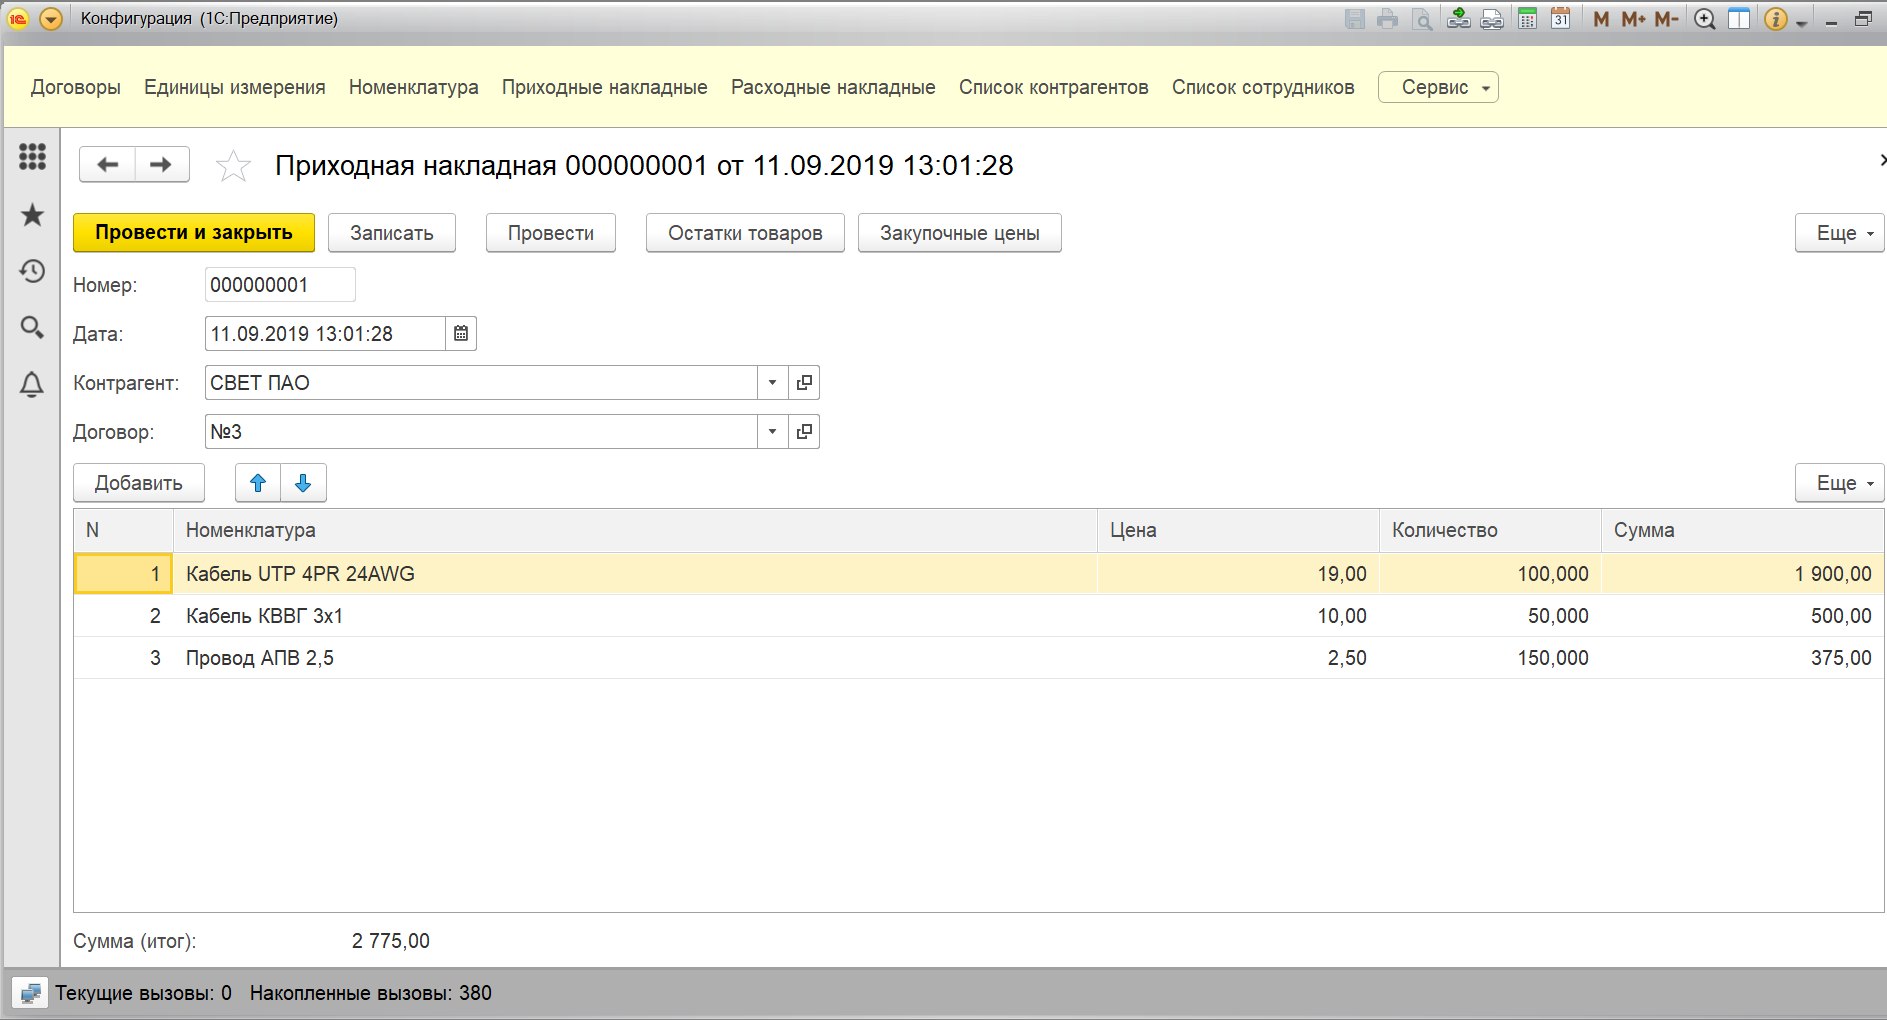 Конфигурация (1С:Предприятие)
31 M M+ M-
Договоры Единицы измерения Номенклатура Приходные накладные Расходные накладные Список контрагентов Список сотрудников Сервис
Приходная накладная 000000001 от 11.09.2019 13:01:28
Провести и закрыть Записать Провести Остатки товаров Закупочные цены Еще
Номер: 000000001
Дата: 11.09.2019 13:01:28
Контрагент: СВЕТ ПАО
Договор: №3
Добавить Еще
N Номенклатура Цена Количество Сумма
1 Кабель UTP 4PR 24AWG 19,00 100,000 1 900,00
2 Кабель КВВГ 3х1 10,00 50,000 500,00
3 Провод АПВ 2,5 2,50 150,000 375,00
Сумма (итог): 2 775,00
Текущие вызовы: 0 Накопленные вызовы: 380